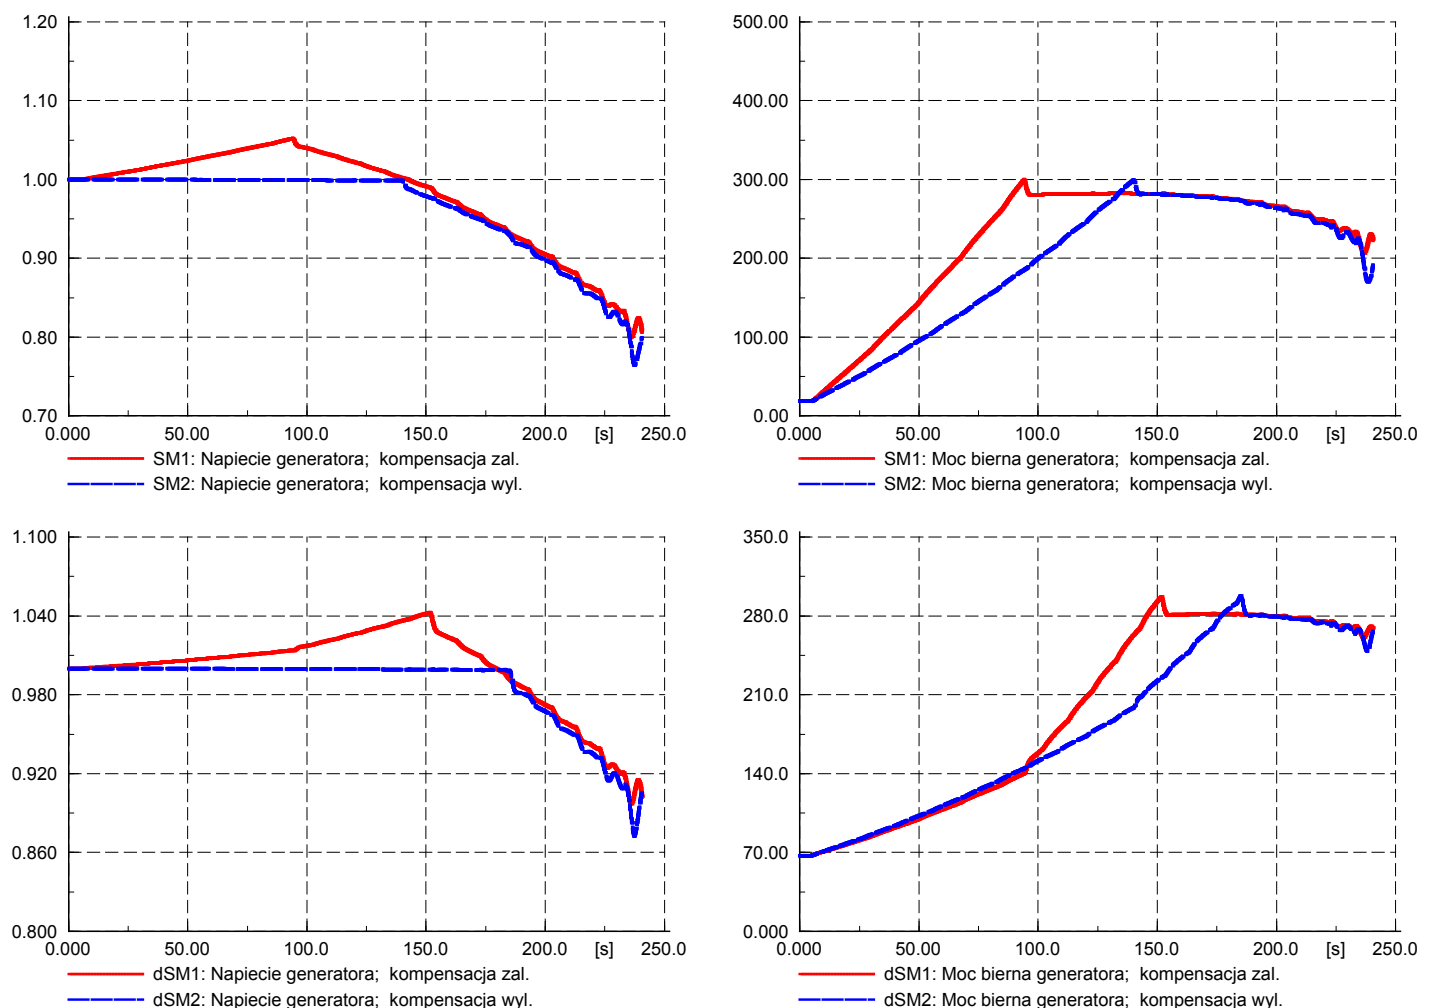 1.20
1.10
1.00
0.90
0.80
0.70
0.000 50.00 100.0 150.0 200.0 [s] 250.0
SM1: Napiecie generatora; kompensacja zal.
SM2: Napiecie generatora; kompensacja wyl.
500.00
400.00
300.00
200.00
100.00
0.00
0.000 50.00 100.0 150.0 200.0 [s] 250.0
SM1: Moc bierna generatora; kompensacja zal.
SM2: Moc bierna generatora; kompensacja wyl.
1.100
1.040
0.980
0.920
0.860
0.800
0.000 50.00 100.0 150.0 200.0 [s] 250.0
dSM1: Napiecie generatora; kompensacja zal.
dSM2: Napiecie generatora; kompensacja wyl.
350.0
280.0
210.0
140.0
70.00
0.000
0.000 50.00 100.0 150.0 200.0 [s] 250.0
dSM1: Moc bierna generatora; kompensacja zal.
dSM2: Moc bierna generatora; kompensacja wyl.